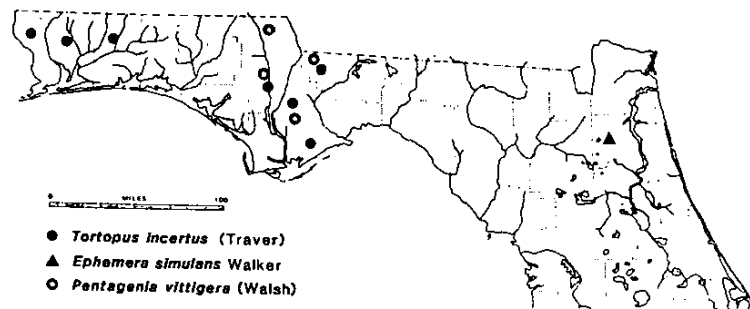 0 MILES 100
Tortopus incertus (Traver)
Ephemera simulans Walker
Pentagenia vittigera (Walsh)